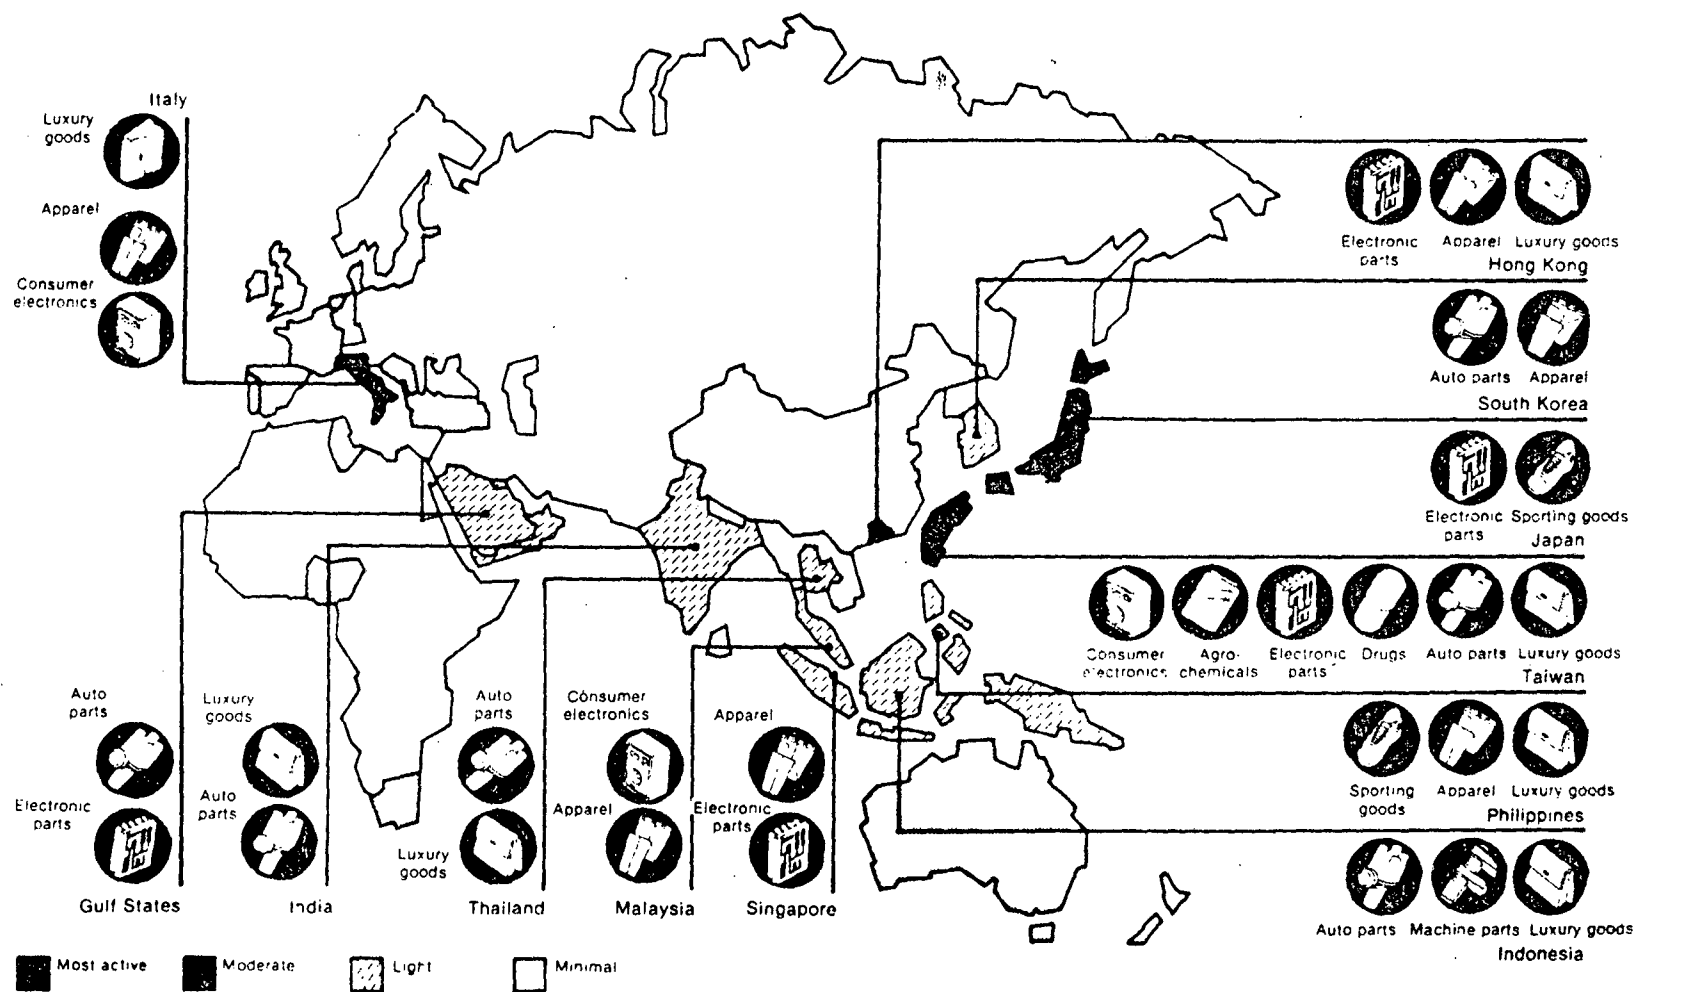 Italy
Luxury
goods
Apparel
Consumer
electronics
Electronic
parts
Apparel
Luxury goods
Hong Kong
Auto parts
Apparel
South Korea
Electronic
parts
Sporting goods
Japan
Consumer
electronics
Agro-
chemicals
Electronic
parts
Drugs
Auto parts
Luxury goods
Taiwan
Sporting
goods
Apparel
Luxury goods
Philippines
Auto parts
Machine parts
Luxury goods
Indonesia
Auto
parts
Electronic
parts
Gulf States
Luxury
goods
Auto
parts
India
Auto
parts
Luxury
goods
Thailand
Consumer
electronics
Apparel
Malaysia
Apparel
Electronic
parts
Singapore
Most active
Moderate
Light
Minimal